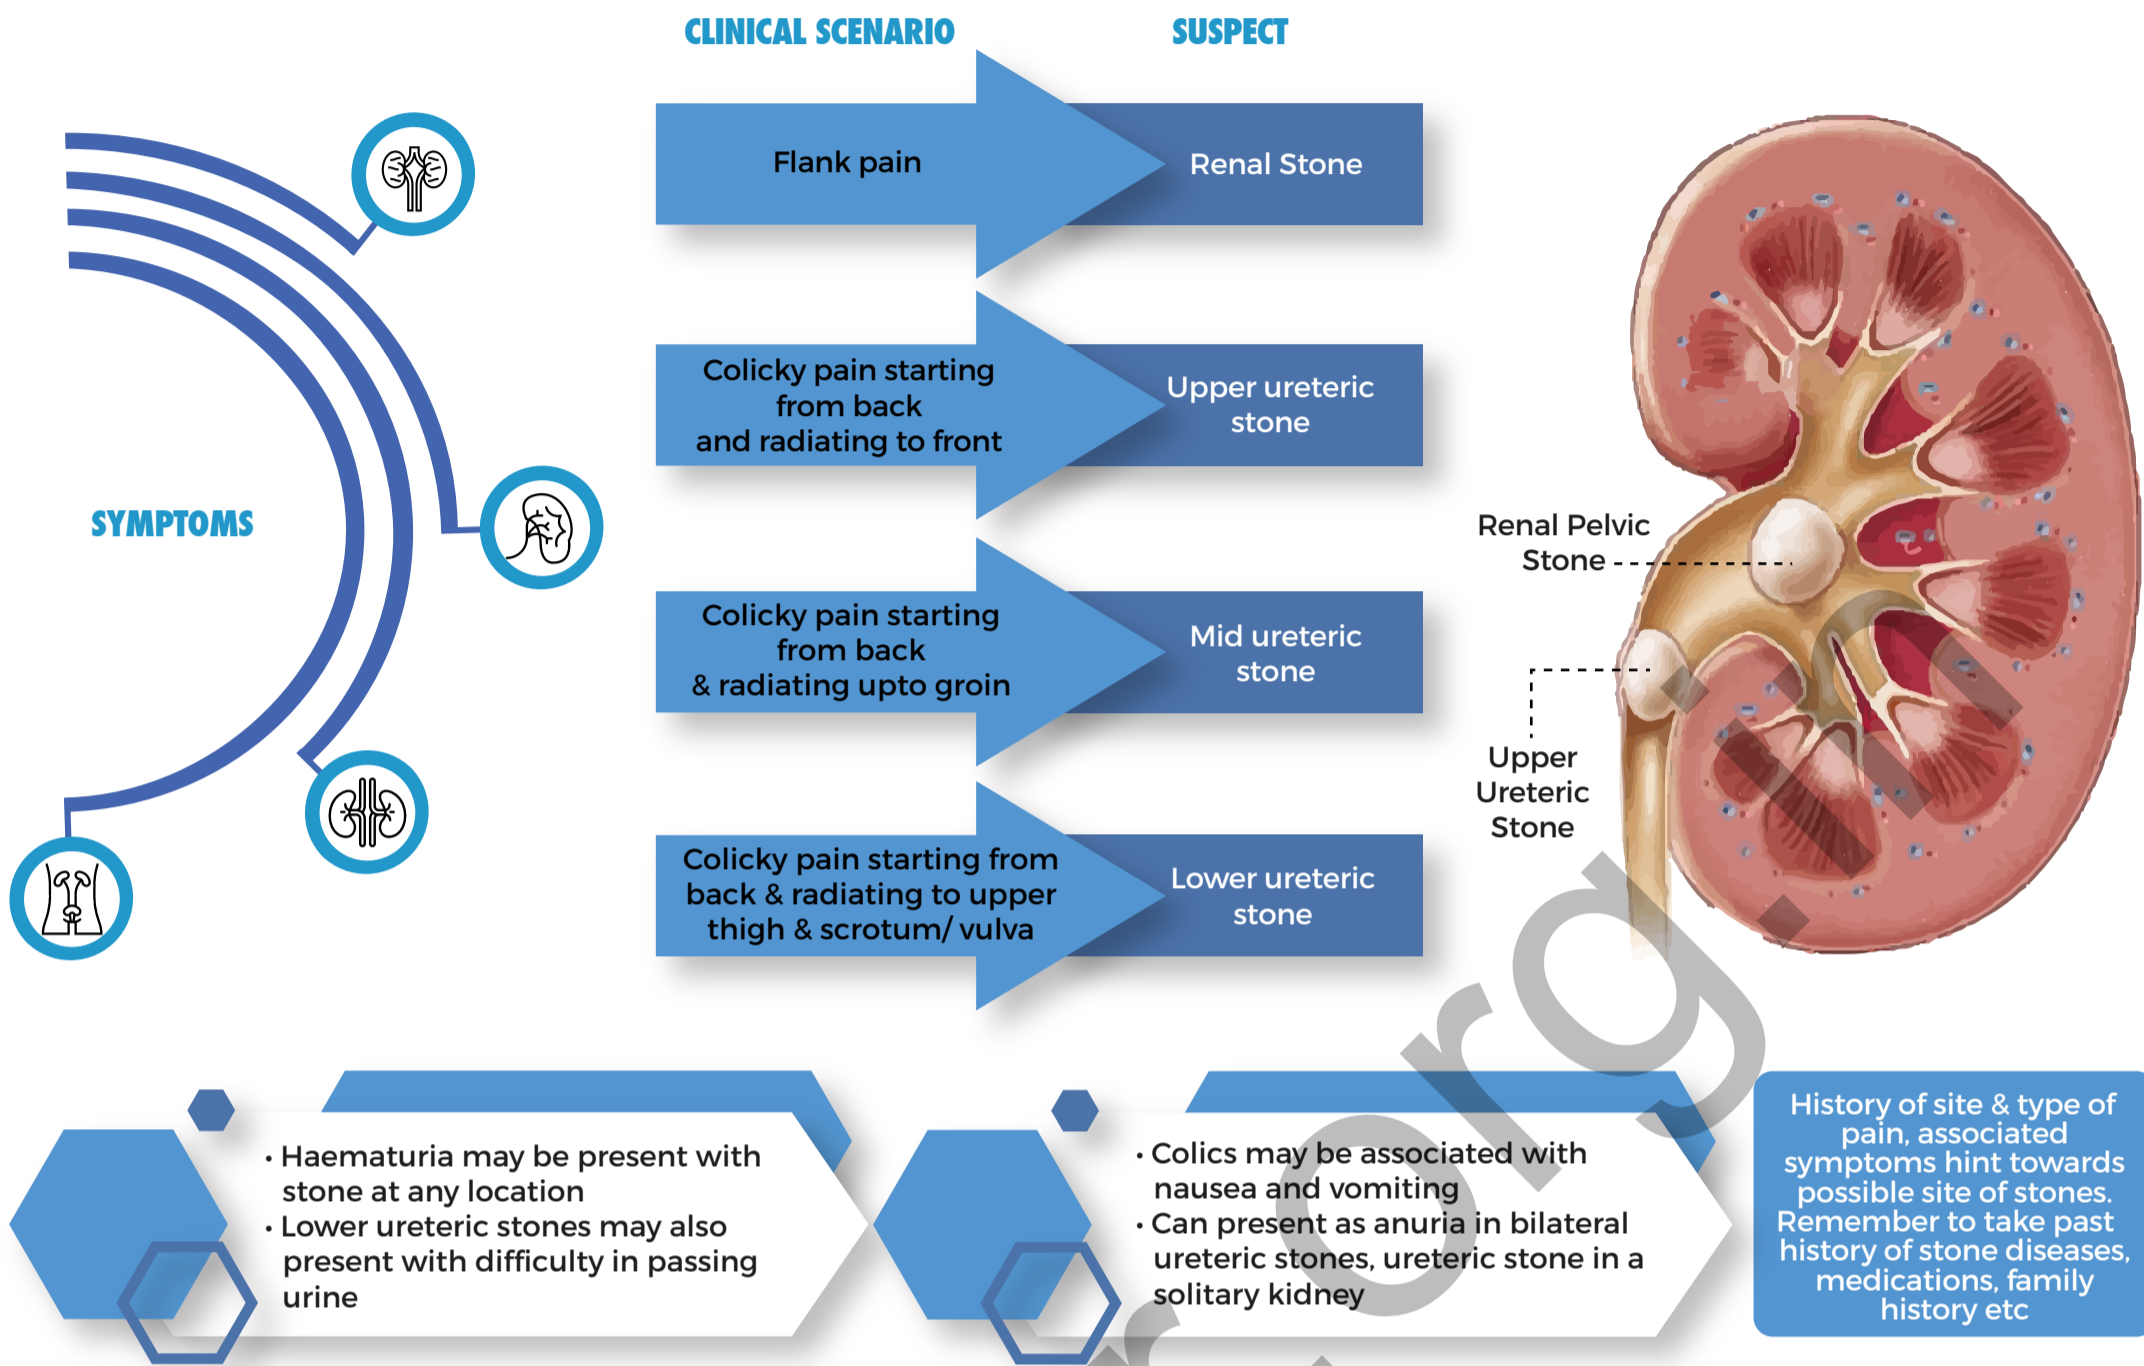 CLINICAL SCENARIO
SUSPECT
SYMPTOMS
Flank pain
Renal Stone
Colicky pain starting
from back
and radiating to front
Upper ureteric
stone
Colicky pain starting
from back
& radiating upto groin
Mid ureteric
stone
Colicky pain starting from
back & radiating to upper
thigh & scrotum/ vulva
Lower ureteric
stone
Renal Pelvic
Stone
Upper
Ureteric
Stone
• Haematuria may be present with
stone at any location
• Lower ureteric stones may also
present with difficulty in passing
urine
• Colics may be associated with
nausea and vomiting
• Can present as anuria in bilateral
ureteric stones, ureteric stone in a
solitary kidney
History of site & type of
pain, associated
symptoms hint towards
possible site of stones.
Remember to take past
history of stone diseases,
medications, family
history etc
r.org.in